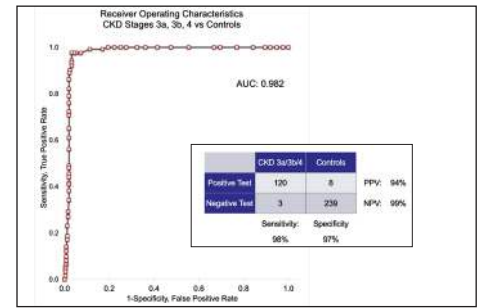 Receiver Operating Characteristics
CKD Stages 3a, 3b, 4 vs Controls
Sensitivity, True Positive Rate
1.0
0.8
0.6
0.4
0.2
0.0
AUC: 0.982
CKD 3a/3b/4 Controls
Positive Test 120 8 PPV: 94%
Negative Test 3 239 NPV: 99%
Sensitivity: Specificity
98% 97%
0.0 0.2 0.4 0.6 0.8 1.0
1-Specificity, False Positive Rate